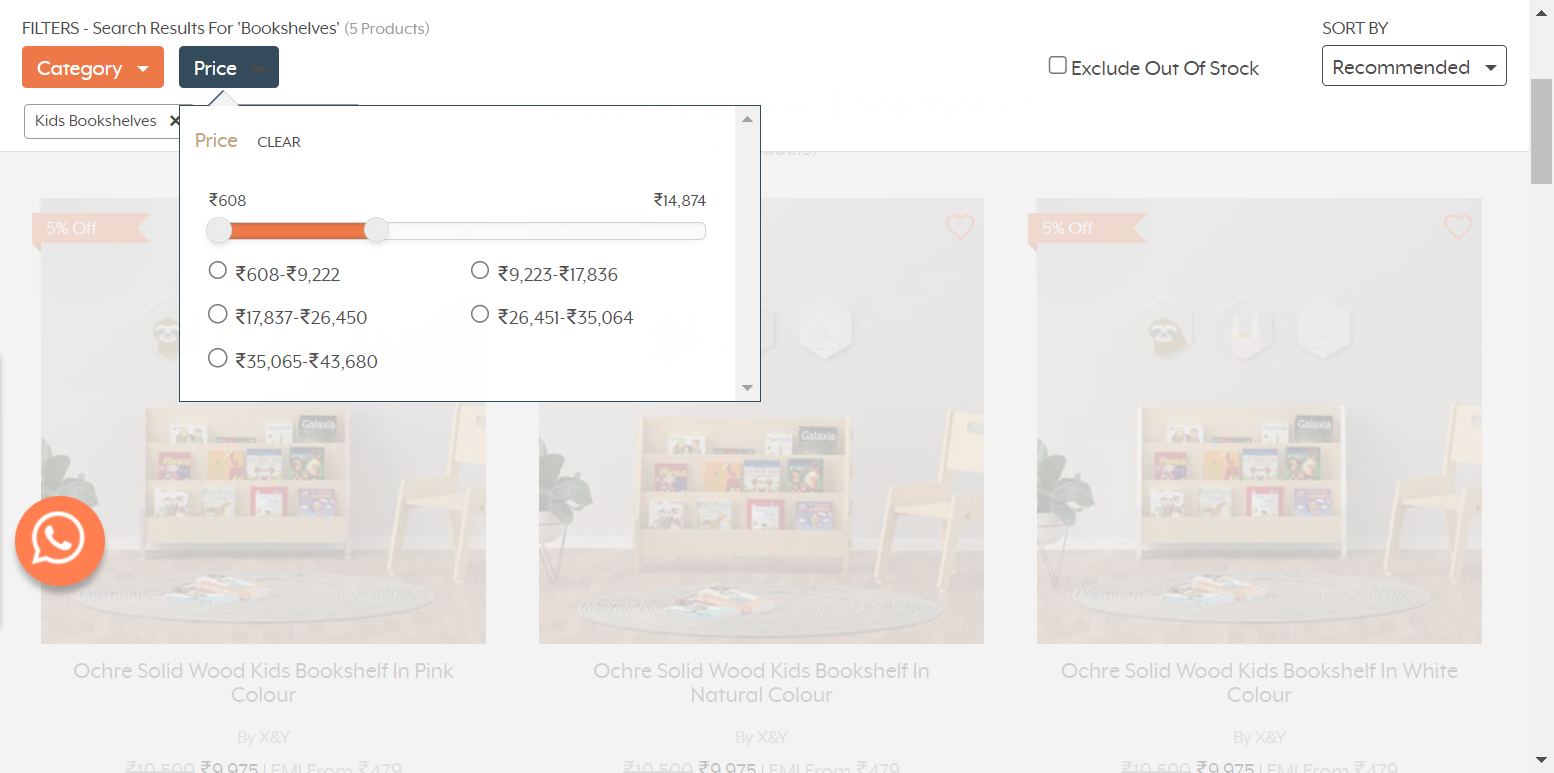 FILTERS - Search Results For 'Bookshelves' (5 Products)
SORT BY
Category
Price
Exclude Out Of Stock
Recommended
Kids Bookshelves ×
Price CLEAR
₹608 ₹14,874
₹608-₹9,222 ₹9,223-₹17,836
₹17,837-₹26,450 ₹26,451-₹35,064
₹35,065-₹43,680
5% Off
5% Off
Galaxia
Galaxia
Galaxia
Ochre Solid Wood Kids Bookshelf In Pink
Colour
By X&Y
₹10,500 ₹9,975 | EMI From ₹479
Ochre Solid Wood Kids Bookshelf In
Natural Colour
By X&Y
₹10,500 ₹9,975 | EMI From ₹479
Ochre Solid Wood Kids Bookshelf In White
Colour
By X&Y
₹10,500 ₹9,975 | EMI From ₹479